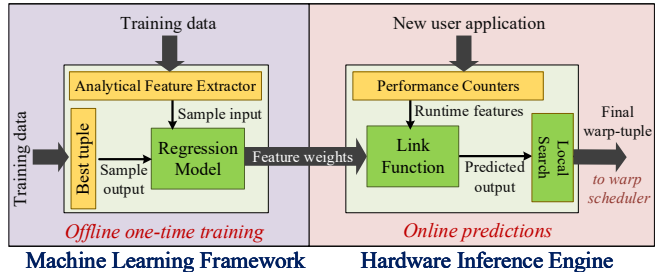 Training data
New user application
Analytical Feature Extractor
Performance Counters
Sample input
Runtime features
Training data
Best tuple
Sample
output
Regression
Model
Feature weights
Link
Function
Predicted
output
Local
Search
Final
warp-tuple
to warp
scheduler
Offline one-time training
Online predictions
Machine Learning Framework
Hardware Inference Engine